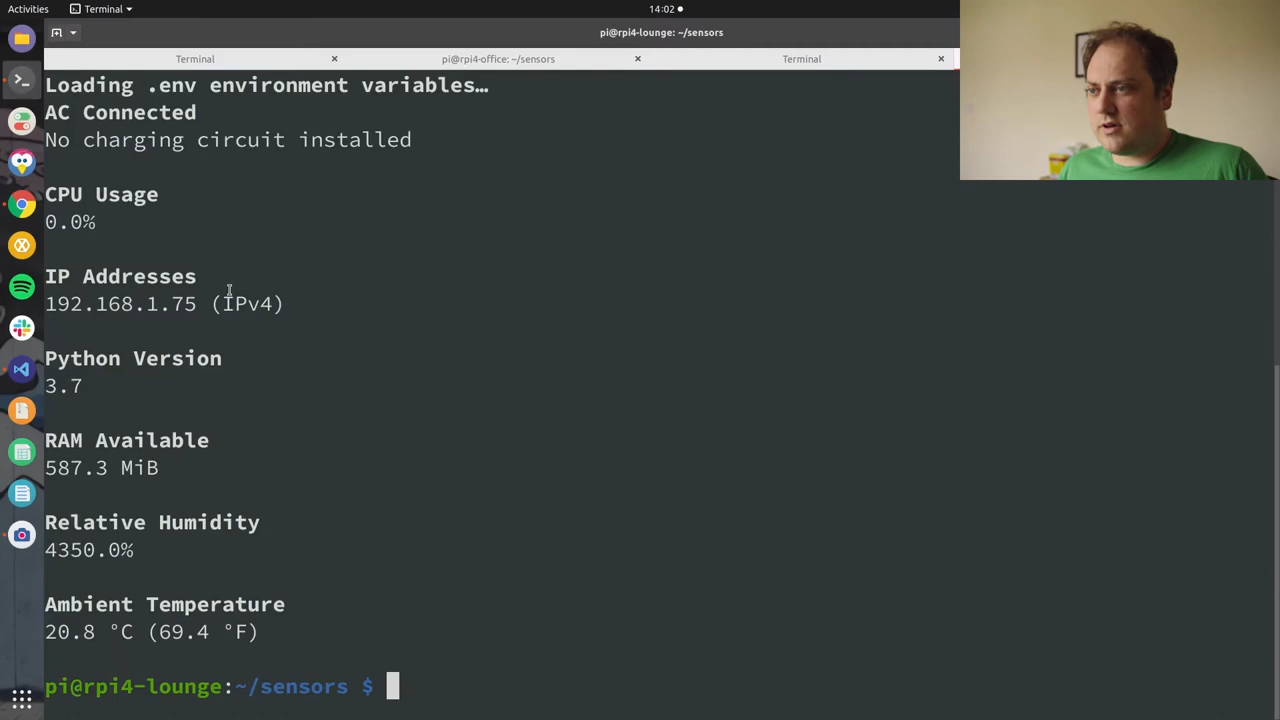 Activities
Terminal
14:02
pi@rpi4-lounge: ~/sensors
Terminal
pi@rpi4-office: ~/sensors
Terminal
Loading .env environment variables…
AC Connected
No charging circuit installed
CPU Usage
0.0%
IP Addresses
192.168.1.75 (IPv4)
Python Version
3.7
RAM Available
587.3 MiB
Relative Humidity
4350.0%
Ambient Temperature
20.8 °C (69.4 °F)
pi@rpi4-lounge:~/sensors $